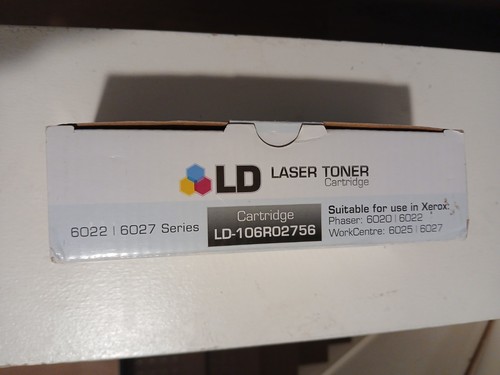 LD LASER TONER
Cartridge
6022 | 6027 Series
Cartridge
LD-106R02756
Suitable for use in Xerox:
Phaser: 6020 | 6022
WorkCentre: 6025 | 6027